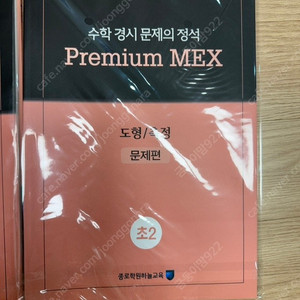 수학 경시 문제의 정석
Premium MEX
도형/측정
문제편
초2
종로학원하늘교육